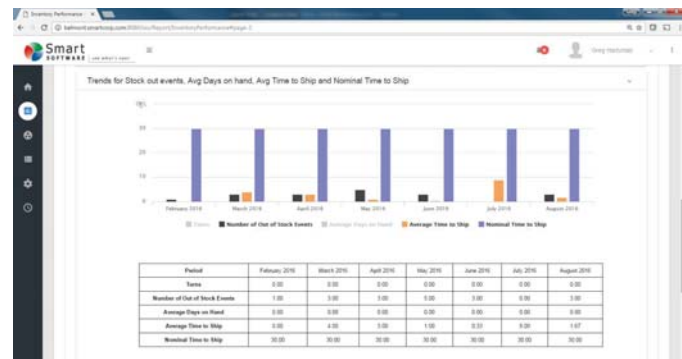 Inventory Performance
Smart
SOFTWARE
Trends for Stock out events, Avg Days on hand, Avg Time to Ship and Nominal Time to Ship
30
20
10
0
February 2016 March 2016 April 2016 May 2016 June 2016 July 2016 August 2016
Turns Number of Out of Stock Events Average Days on Hand Average Time to Ship Nominal Time to Ship
Period February 2016 March 2016 April 2016 May 2016 June 2016 July 2016 August 2016
Turns 0.00 0.00 0.00 0.00 0.00 0.00 0.00
Number of Out of Stock Events 1.00 3.00 3.00 5.00 3.00 0.00 3.00
Average Days on Hand 0.00 0.00 0.00 0.00 0.00 0.00 0.00
Average Time to Ship 0.00 4.00 3.00 1.00 0.33 9.00 1.67
Nominal Time to Ship 30.00 30.00 30.00 30.00 30.00 30.00 30.00